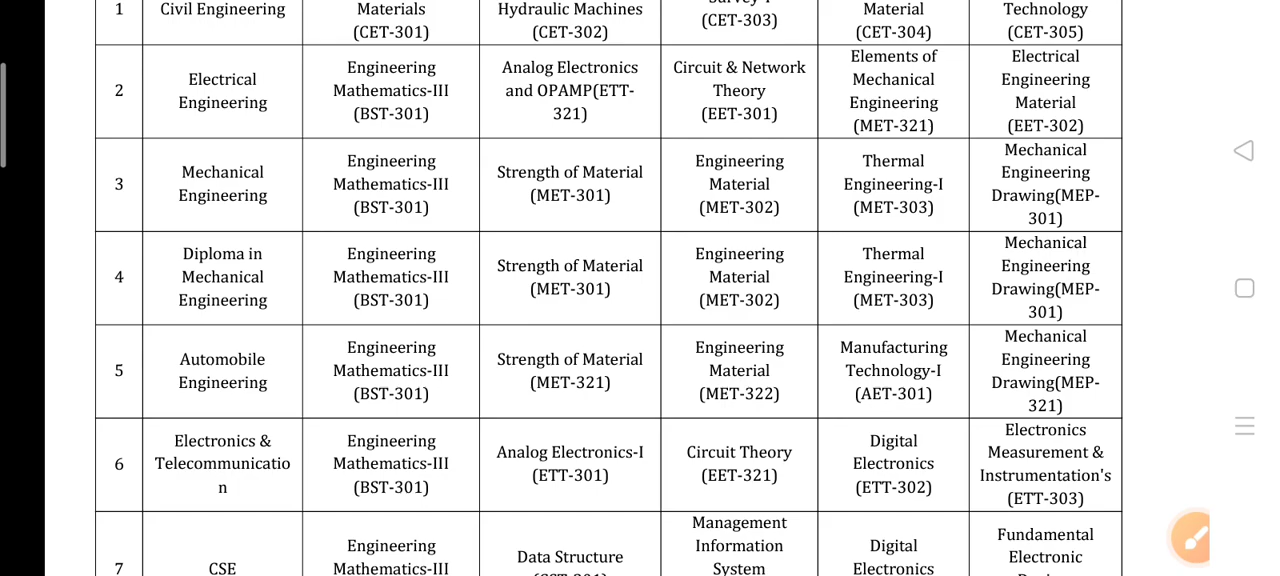 1
Civil Engineering
Materials
(CET-301)
Hydraulic Machines
(CET-302)
(CET-303)
Material
(CET-304)
Technology
(CET-305)
2
Electrical
Engineering
Engineering
Mathematics-III
(BST-301)
Analog Electronics
and OPAMP(ETT-
321)
Circuit & Network
Theory
(EET-301)
Elements of
Mechanical
Engineering
(MET-321)
Electrical
Engineering
Material
(EET-302)
3
Mechanical
Engineering
Engineering
Mathematics-III
(BST-301)
Strength of Material
(MET-301)
Engineering
Material
(MET-302)
Thermal
Engineering-I
(MET-303)
Mechanical
Engineering
Drawing(MEP-
301)
4
Diploma in
Mechanical
Engineering
Engineering
Mathematics-III
(BST-301)
Strength of Material
(MET-301)
Engineering
Material
(MET-302)
Thermal
Engineering-I
(MET-303)
Mechanical
Engineering
Drawing(MEP-
301)
5
Automobile
Engineering
Engineering
Mathematics-III
(BST-301)
Strength of Material
(MET-321)
Engineering
Material
(MET-322)
Manufacturing
Technology-I
(AET-301)
Mechanical
Engineering
Drawing(MEP-
321)
6
Electronics &
Telecommunicatio
n
Engineering
Mathematics-III
(BST-301)
Analog Electronics-I
(ETT-301)
Circuit Theory
(EET-321)
Digital
Electronics
(ETT-302)
Electronics
Measurement &
Instrumentation's
(ETT-303)
7
CSE
Engineering
Mathematics-III
Data Structure
Management
Information
System
Digital
Electronics
Fundamental
Electronic